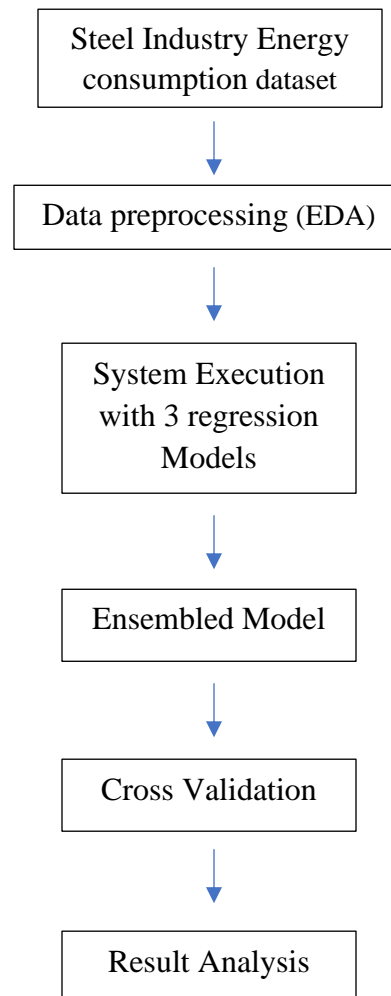 Steel Industry Energy
consumption dataset
Data preprocessing (EDA)
System Execution
with 3 regression
Models
Ensembled Model
Cross Validation
Result Analysis